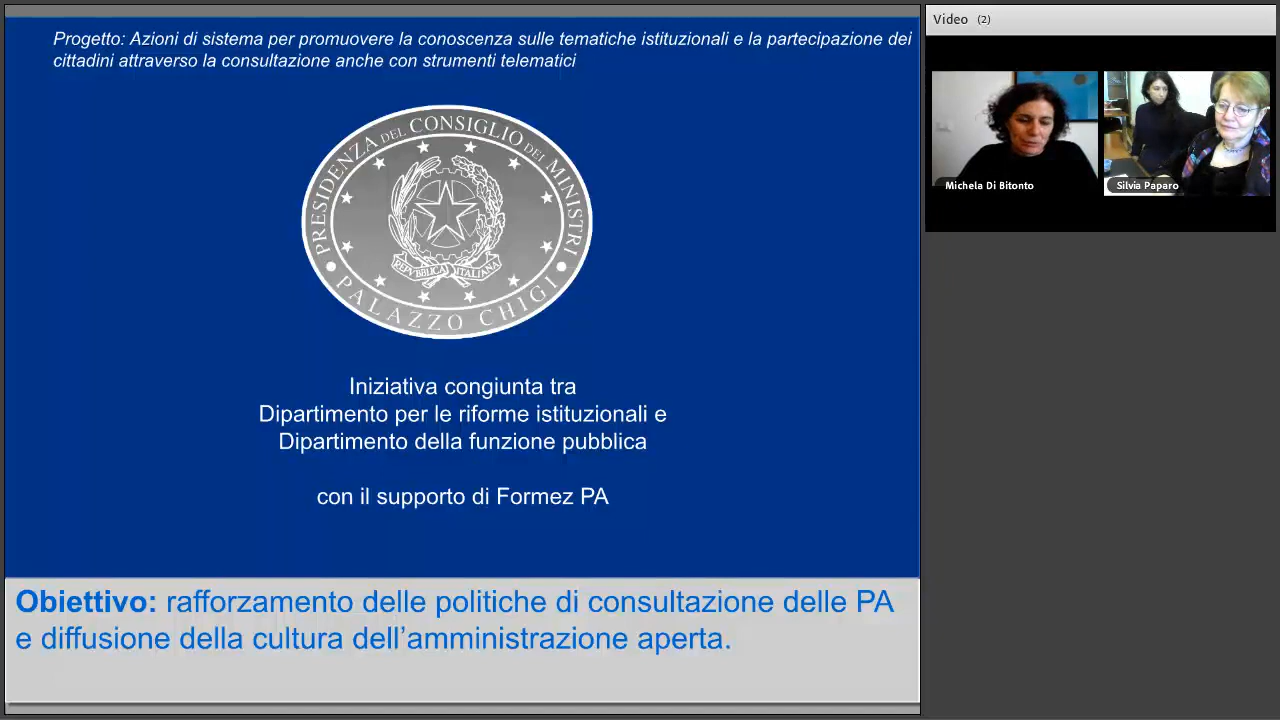 Progetto: Azioni di sistema per promuovere la conoscenza sulle tematiche istituzionali e la partecipazione dei
cittadini attraverso la consultazione anche con strumenti telematici
PRESIDENZA DEL CONSIGLIO DEI MINISTRI
REPVBBLICA ITALIANA
PALAZZO CHIGI
Iniziativa congiunta tra
Dipartimento per le riforme istituzionali e
Dipartimento della funzione pubblica
con il supporto di Formez PA
Obiettivo: rafforzamento delle politiche di consultazione delle PA
e diffusione della cultura dell’amministrazione aperta.
Video (2)
Michela Di Bitonto
Silvia Paparo